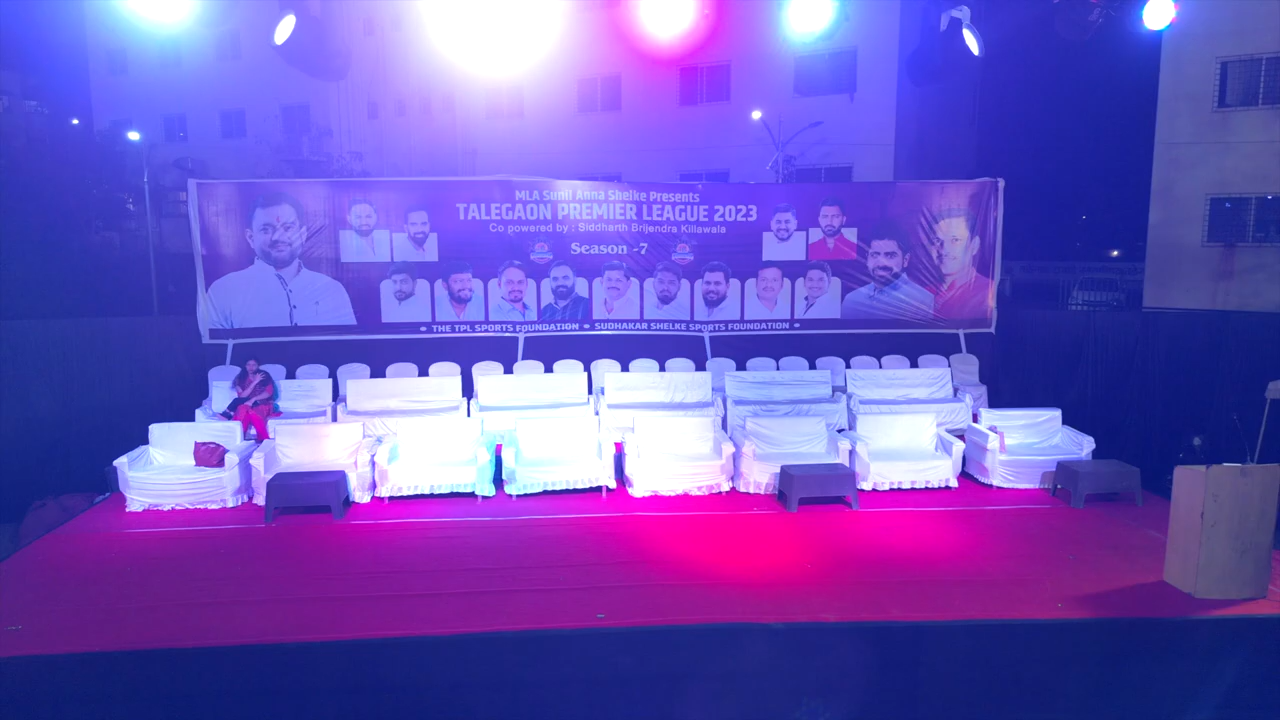 MLA Sunil Anna Shelke Presents
TALEGAON PREMIER LEAGUE 2023
Co powered by : Siddharth Brijendra Killawala
Season -7
• THE TPL SPORTS FOUNDATION • SUDHAKAR SHELKE SPORTS FOUNDATION •